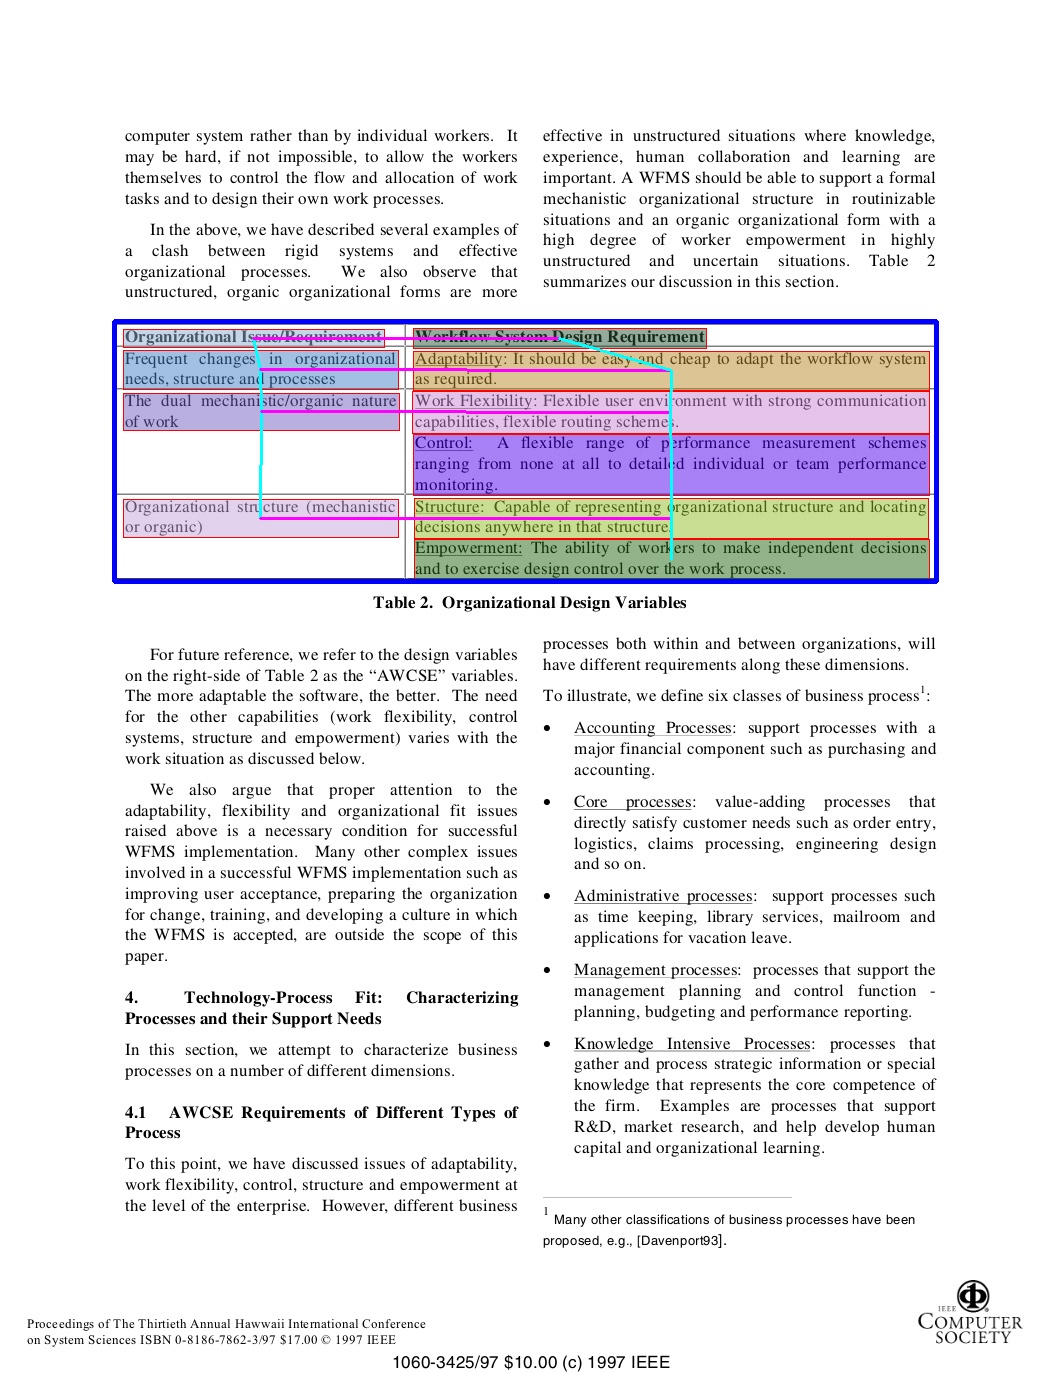 computer system rather than by individual workers. It
may be hard, if not impossible, to allow the workers
themselves to control the flow and allocation of work
tasks and to design their own work processes.
In the above, we have described several examples of
a clash between rigid systems and effective
organizational processes. We also observe that
unstructured, organic organizational forms are more
effective in unstructured situations where knowledge,
experience, human collaboration and learning are
important. A WFMS should be able to support a formal
mechanistic organizational structure in routinizable
situations and an organic organizational form with a
high degree of worker empowerment in highly
unstructured and uncertain situations. Table 2
summarizes our discussion in this section.
Organizational Issue/Requirement
Workflow System Design Requirement
Frequent changes in organizational
needs, structure and processes
Adaptability: It should be easy and cheap to adapt the workflow system
as required.
The dual mechanistic/organic nature
of work
Work Flexibility: Flexible user environment with strong communication
capabilities, flexible routing schemes.
Control: A flexible range of performance measurement schemes
ranging from none at all to detailed individual or team performance
monitoring.
Organizational structure (mechanistic
or organic)
Structure: Capable of representing organizational structure and locating
decisions anywhere in that structure.
Empowerment: The ability of workers to make independent decisions
and to exercise design control over the work process.
Table 2. Organizational Design Variables
For future reference, we refer to the design variables
on the right-side of Table 2 as the “AWCSE” variables.
The more adaptable the software, the better. The need
for the other capabilities (work flexibility, control
systems, structure and empowerment) varies with the
work situation as discussed below.
We also argue that proper attention to the
adaptability, flexibility and organizational fit issues
raised above is a necessary condition for successful
WFMS implementation. Many other complex issues
involved in a successful WFMS implementation such as
improving user acceptance, preparing the organization
for change, training, and developing a culture in which
the WFMS is accepted, are outside the scope of this
paper.
4. Technology-Process Fit: Characterizing
Processes and their Support Needs
In this section, we attempt to characterize business
processes on a number of different dimensions.
4.1 AWCSE Requirements of Different Types of
Process
To this point, we have discussed issues of adaptability,
work flexibility, control, structure and empowerment at
the level of the enterprise. However, different business
processes both within and between organizations, will
have different requirements along these dimensions.
To illustrate, we define six classes of business process1:
• Accounting Processes: support processes with a
major financial component such as purchasing and
accounting.
• Core processes: value-adding processes that
directly satisfy customer needs such as order entry,
logistics, claims processing, engineering design
and so on.
• Administrative processes: support processes such
as time keeping, library services, mailroom and
applications for vacation leave.
• Management processes: processes that support the
management planning and control function -
planning, budgeting and performance reporting.
• Knowledge Intensive Processes: processes that
gather and process strategic information or special
knowledge that represents the core competence of
the firm. Examples are processes that support
R&D, market research, and help develop human
capital and organizational learning.
1 Many other classifications of business processes have been
proposed, e.g., [Davenport93].
Proceedings of The Thirtieth Annual Hawwaii International Conference
on System Sciences ISBN 0-8186-7862-3/97 $17.00 © 1997 IEEE
IEEE
COMPUTER
SOCIETY
1060-3425/97 $10.00 (c) 1997 IEEE